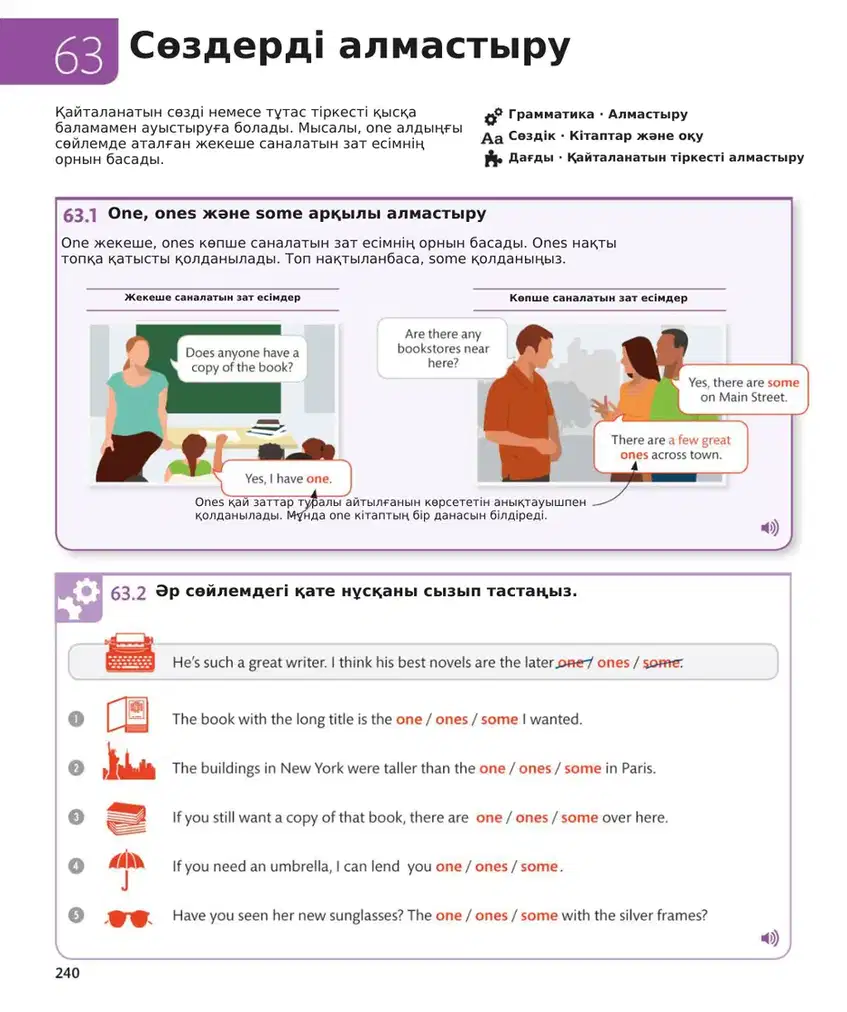 63
Сөздерді алмастыру
Қайталанатын сөзді немесе тұтас тіркесті қысқа
баламамен ауыстыруға болады. Мысалы, one алдыңғы
сөйлемде аталған жекеше саналатын зат есімнің
орнын басады.
Грамматика · Алмастыру
Aa Сөздік · Кітаптар және оқу
Дағды · Қайталанатын тіркесті алмастыру
63.1 One, ones және some арқылы алмастыру
One жекеше, ones көпше саналатын зат есімнің орнын басады. Ones нақты
топқа қатысты қолданылады. Топ нақтыланбаса, some қолданыңыз.
Жекеше саналатын зат есімдер
Does anyone have a
copy of the book?
Yes, I have one.
Көпше саналатын зат есімдер
Are there any
bookstores near
here?
Yes, there are some
on Main Street.
There are a few great
ones across town.
Ones қай заттар туралы айтылғанын көрсететін анықтауышпен
қолданылады. Мұнда one кітаптың бір данасын білдіреді.
63.2 Әр сөйлемдегі қате нұсқаны сызып тастаңыз.
He's such a great writer. I think his best novels are the later one / ones / some.
1 The book with the long title is the one / ones / some I wanted.
2 The buildings in New York were taller than the one / ones / some in Paris.
3 If you still want a copy of that book, there are one / ones / some over here.
4 If you need an umbrella, I can lend you one / ones / some.
5 Have you seen her new sunglasses? The one / ones / some with the silver frames?
240